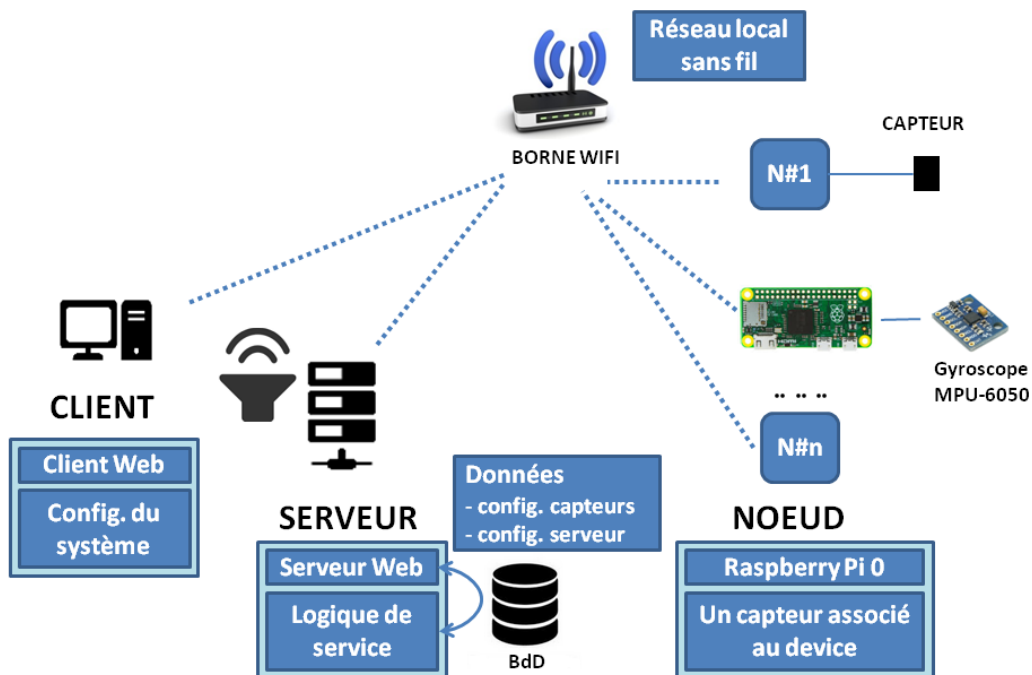 Réseau local
sans fil
BORNE WIFI
CAPTEUR
N#1
Gyroscope
MPU-6050
.. .. ..
N#n
CLIENT
Client Web
Config. du
système
SERVEUR
Serveur Web
Logique de
service
Données
- config. capteurs
- config. serveur
BdD
NOEUD
Raspberry Pi 0
Un capteur associé
au device